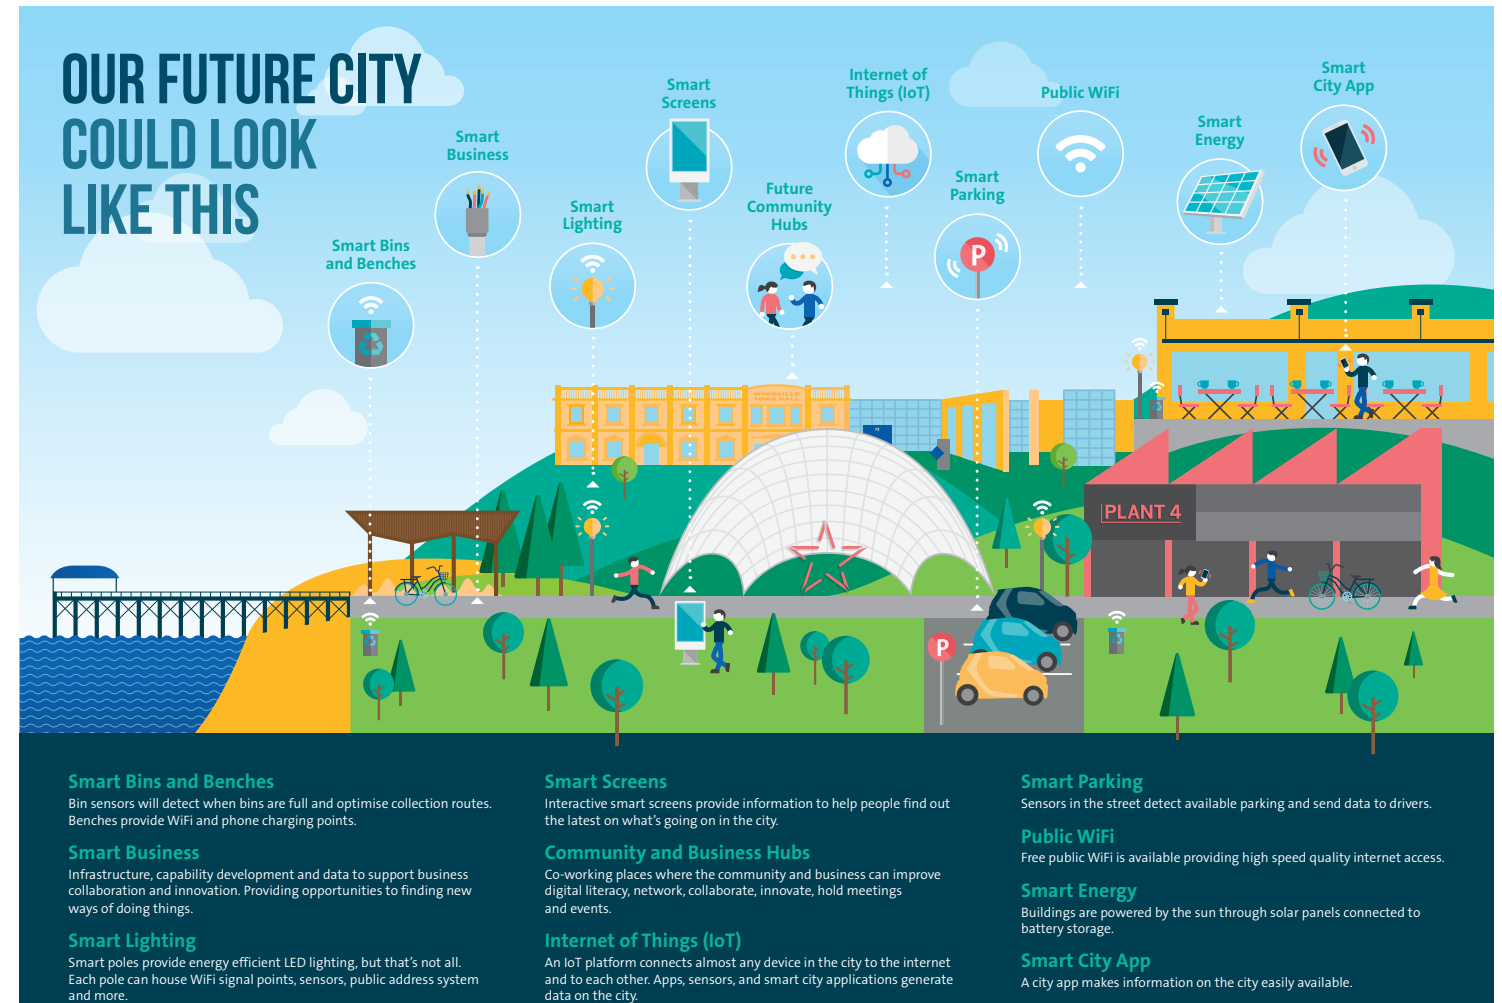 OUR FUTURE CITY
COULD LOOK
LIKE THIS
Smart Bins
and Benches
Smart
Business
Smart
Lighting
Smart
Screens
Future
Community
Hubs
Internet of
Things (IoT)
Smart
Parking
Public WiFi
Smart
Energy
Smart
City App
P
WOODVILLE
TOWN HALL
72
PLANT 4
P
Smart Bins and Benches
Bin sensors will detect when bins are full and optimise collection routes.
Benches provide WiFi and phone charging points.
Smart Business
Infrastructure, capability development and data to support business
collaboration and innovation. Providing opportunities to finding new
ways of doing things.
Smart Lighting
Smart poles provide energy efficient LED lighting, but that's not all.
Each pole can house WiFi signal points, sensors, public address system
and more.
Smart Screens
Interactive smart screens provide information to help people find out
the latest on what's going on in the city.
Community and Business Hubs
Co-working places where the community and business can improve
digital literacy, network, collaborate, innovate, hold meetings
and events.
Internet of Things (IoT)
An IoT platform connects almost any device in the city to the internet
and to each other. Apps, sensors, and smart city applications generate
data on the city.
Smart Parking
Sensors in the street detect available parking and send data to drivers.
Public WiFi
Free public WiFi is available providing high speed quality internet access.
Smart Energy
Buildings are powered by the sun through solar panels connected to
battery storage.
Smart City App
A city app makes information on the city easily available.